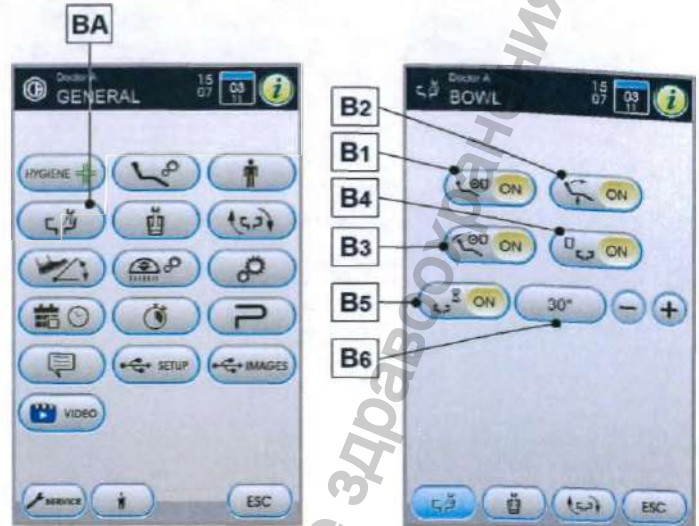 BA
Doctor A
GENERAL
15
07
03
11
i
HYGIENE
SETUP
IMAGES
VIDEO
SERVICE
ESC
Doctor A
BOWL
15
07
03
11
i
B2
B1
ON
ON
B4
B3
ON
ON
B5
ON
30"
−
+
B6
ESC